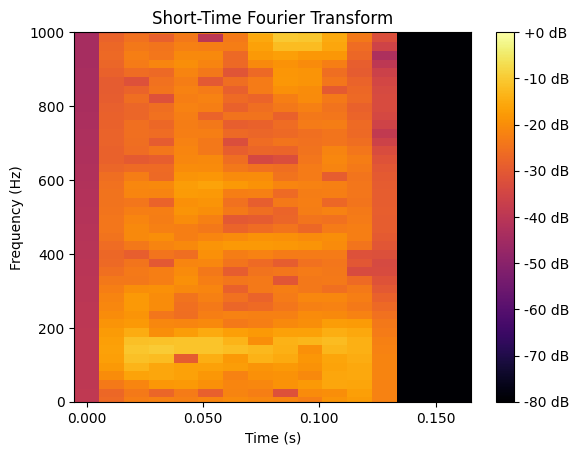 Short-Time Fourier Transform
Frequency (Hz)
1000
800
600
400
200
0
0.000
0.050
0.100
0.150
Time (s)
+0 dB
-10 dB
-20 dB
-30 dB
-40 dB
-50 dB
-60 dB
-70 dB
-80 dB